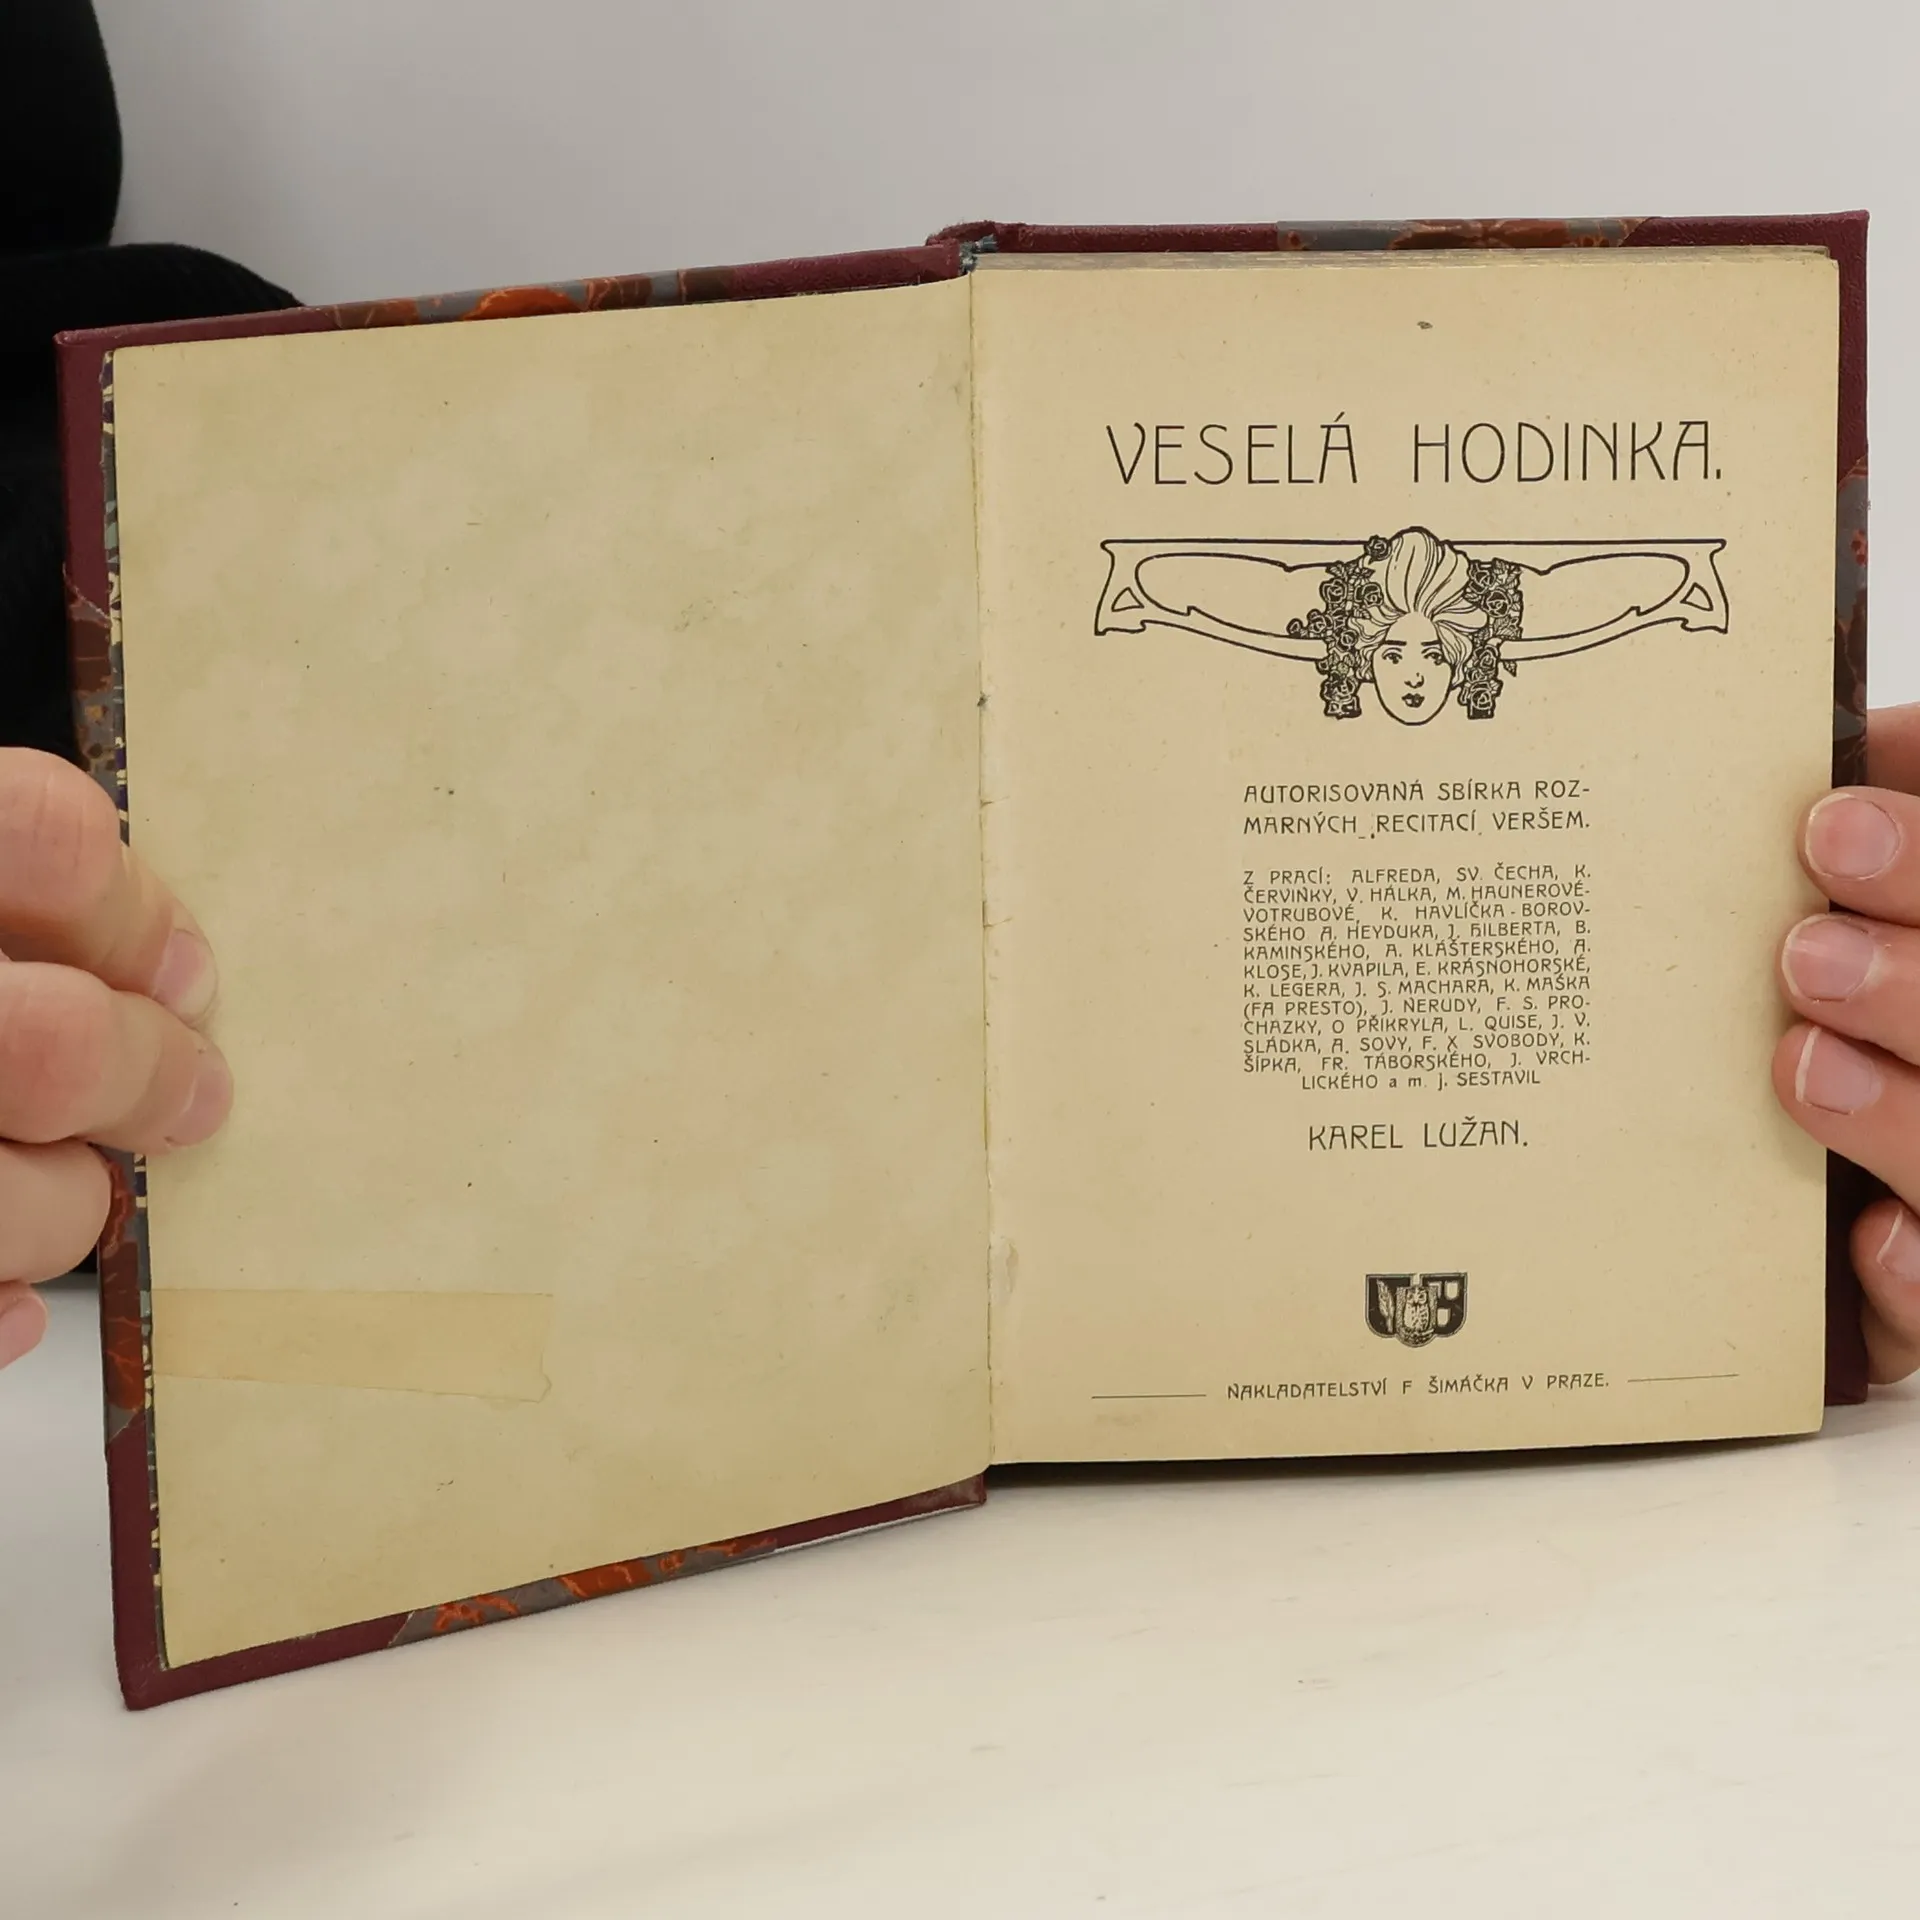 VESELÁ HODINKA.
AUTORISOVANÁ SBÍRKA ROZ-
MARNÝCH RECITACÍ VERŠEM.
Z PRACÍ: ALFREDA, SV. ČECHA, K.
ČERVINKY, V. HÁLKA, M. HAUNEROVÉ-
VOTRUBOVÉ, K. HAVLÍČKA-BOROV-
SKÉHO A. HEYDUKA, J. HILBERTA, B.
KAMINSKÉHO, A. KLÁŠTERSKÉHO, A.
KLOSE, J. KVAPILA, E. KRÁSNOHORSKÉ,
K. LEGERA, J. S. MACHARA, K. MAŠKA
(FA PRESTO), J. NERUDY, F. S. PRO-
CHAZKY, O PŘIKRYLA, L. QUISE, J. V.
SLÁDKA, A. SOVY, F. X SVOBODY, K.
ŠÍPKA, FR. TÁBORSKÉHO, J. VRCH-
LICKÉHO a m. j. SESTAVIL
KAREL LUŽAN.
NAKLADATELSTVÍ F ŠIMÁČKA V PRAZE.